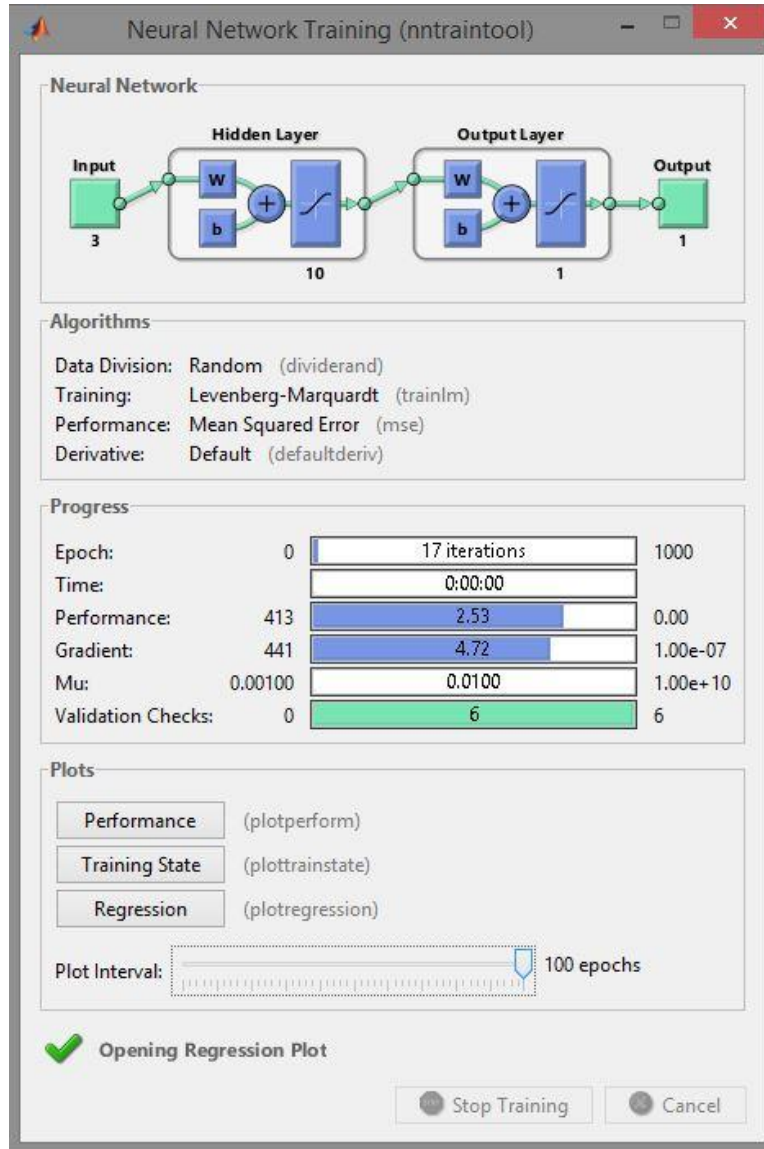 Neural Network Training (nntraintool)
Neural Network
Hidden Layer
Output Layer
Input
Output
W
W
b
b
3
10
1
1
Algorithms
Data Division: Random (dividerand)
Training: Levenberg-Marquardt (trainlm)
Performance: Mean Squared Error (mse)
Derivative: Default (defaultderiv)
Progress
Epoch: 0 17 iterations 1000
Time: 0:00:00
Performance: 413 2.53 0.00
Gradient: 441 4.72 1.00e-07
Mu: 0.00100 0.0100 1.00e+10
Validation Checks: 0 6 6
Plots
Performance (plotperform)
Training State (plottrainstate)
Regression (plotregression)
Plot Interval: 100 epochs
Opening Regression Plot
Stop Training Cancel